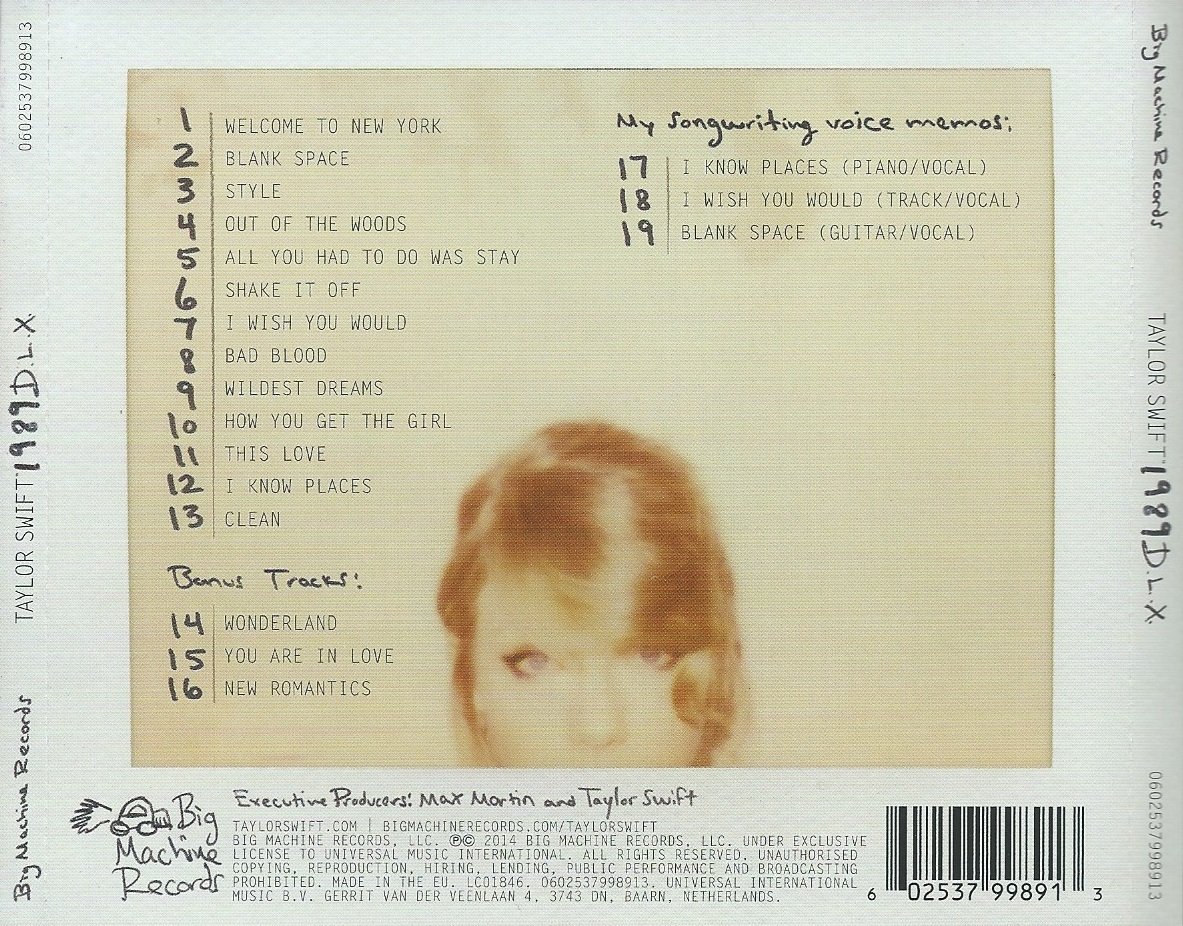 0602537998913
TAYLOR SWIFT 1989 D.L.X.
Big Machine Records
1 WELCOME TO NEW YORK
2 BLANK SPACE
3 STYLE
4 OUT OF THE WOODS
5 ALL YOU HAD TO DO WAS STAY
6 SHAKE IT OFF
7 I WISH YOU WOULD
8 BAD BLOOD
9 WILDEST DREAMS
10 HOW YOU GET THE GIRL
11 THIS LOVE
12 I KNOW PLACES
13 CLEAN
Bonus Tracks:
14 WONDERLAND
15 YOU ARE IN LOVE
16 NEW ROMANTICS
My songwriting voice memos:
17 I KNOW PLACES (PIANO/VOCAL)
18 I WISH YOU WOULD (TRACK/VOCAL)
19 BLANK SPACE (GUITAR/VOCAL)
Big
Machine
Records
Executive Producers: Max Martin and Taylor Swift
TAYLORSWIFT.COM | BIGMACHINERECORDS.COM/TAYLORSWIFT
BIG MACHINE RECORDS, LLC. ℗© 2014 BIG MACHINE RECORDS, LLC. UNDER EXCLUSIVE
LICENSE TO UNIVERSAL MUSIC INTERNATIONAL. ALL RIGHTS RESERVED. UNAUTHORISED
COPYING, REPRODUCTION, HIRING, LENDING, PUBLIC PERFORMANCE AND BROADCASTING
PROHIBITED. MADE IN THE EU. LC01846. 0602537998913. UNIVERSAL INTERNATIONAL
MUSIC B.V. GERRIT VAN DER VEENLAAN 4, 3743 DN, BAARN, NETHERLANDS.
6 02537 99891 3
Big Machine Records
TAYLOR SWIFT 1989 D.L.X.
0602537998913